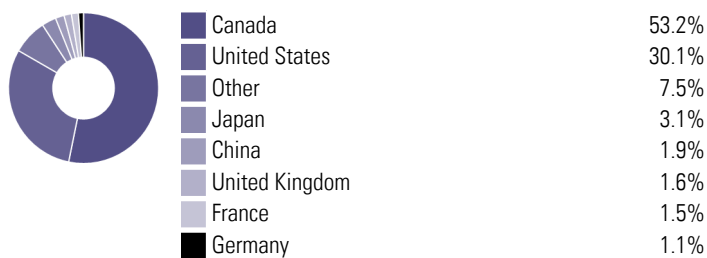 Canada 53.2%
United States 30.1%
Other 7.5%
Japan 3.1%
China 1.9%
United Kingdom 1.6%
France 1.5%
Germany 1.1%